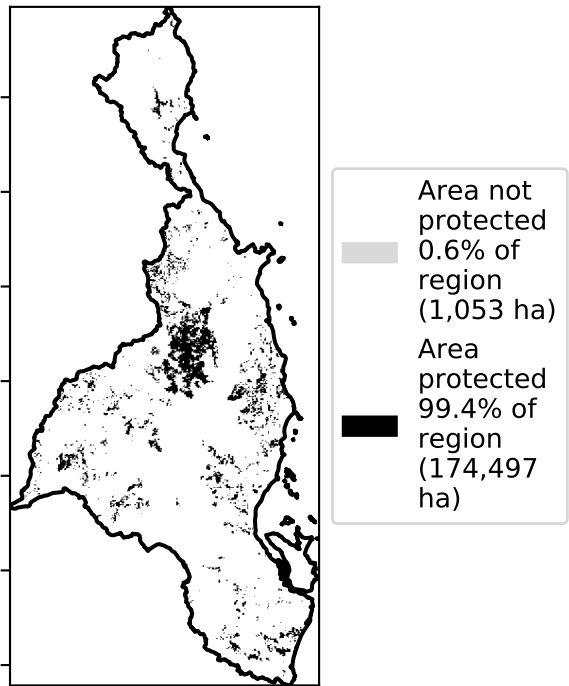 Area not
protected
0.6% of
region
(1,053 ha)
Area
protected
99.4% of
region
(174,497
ha)